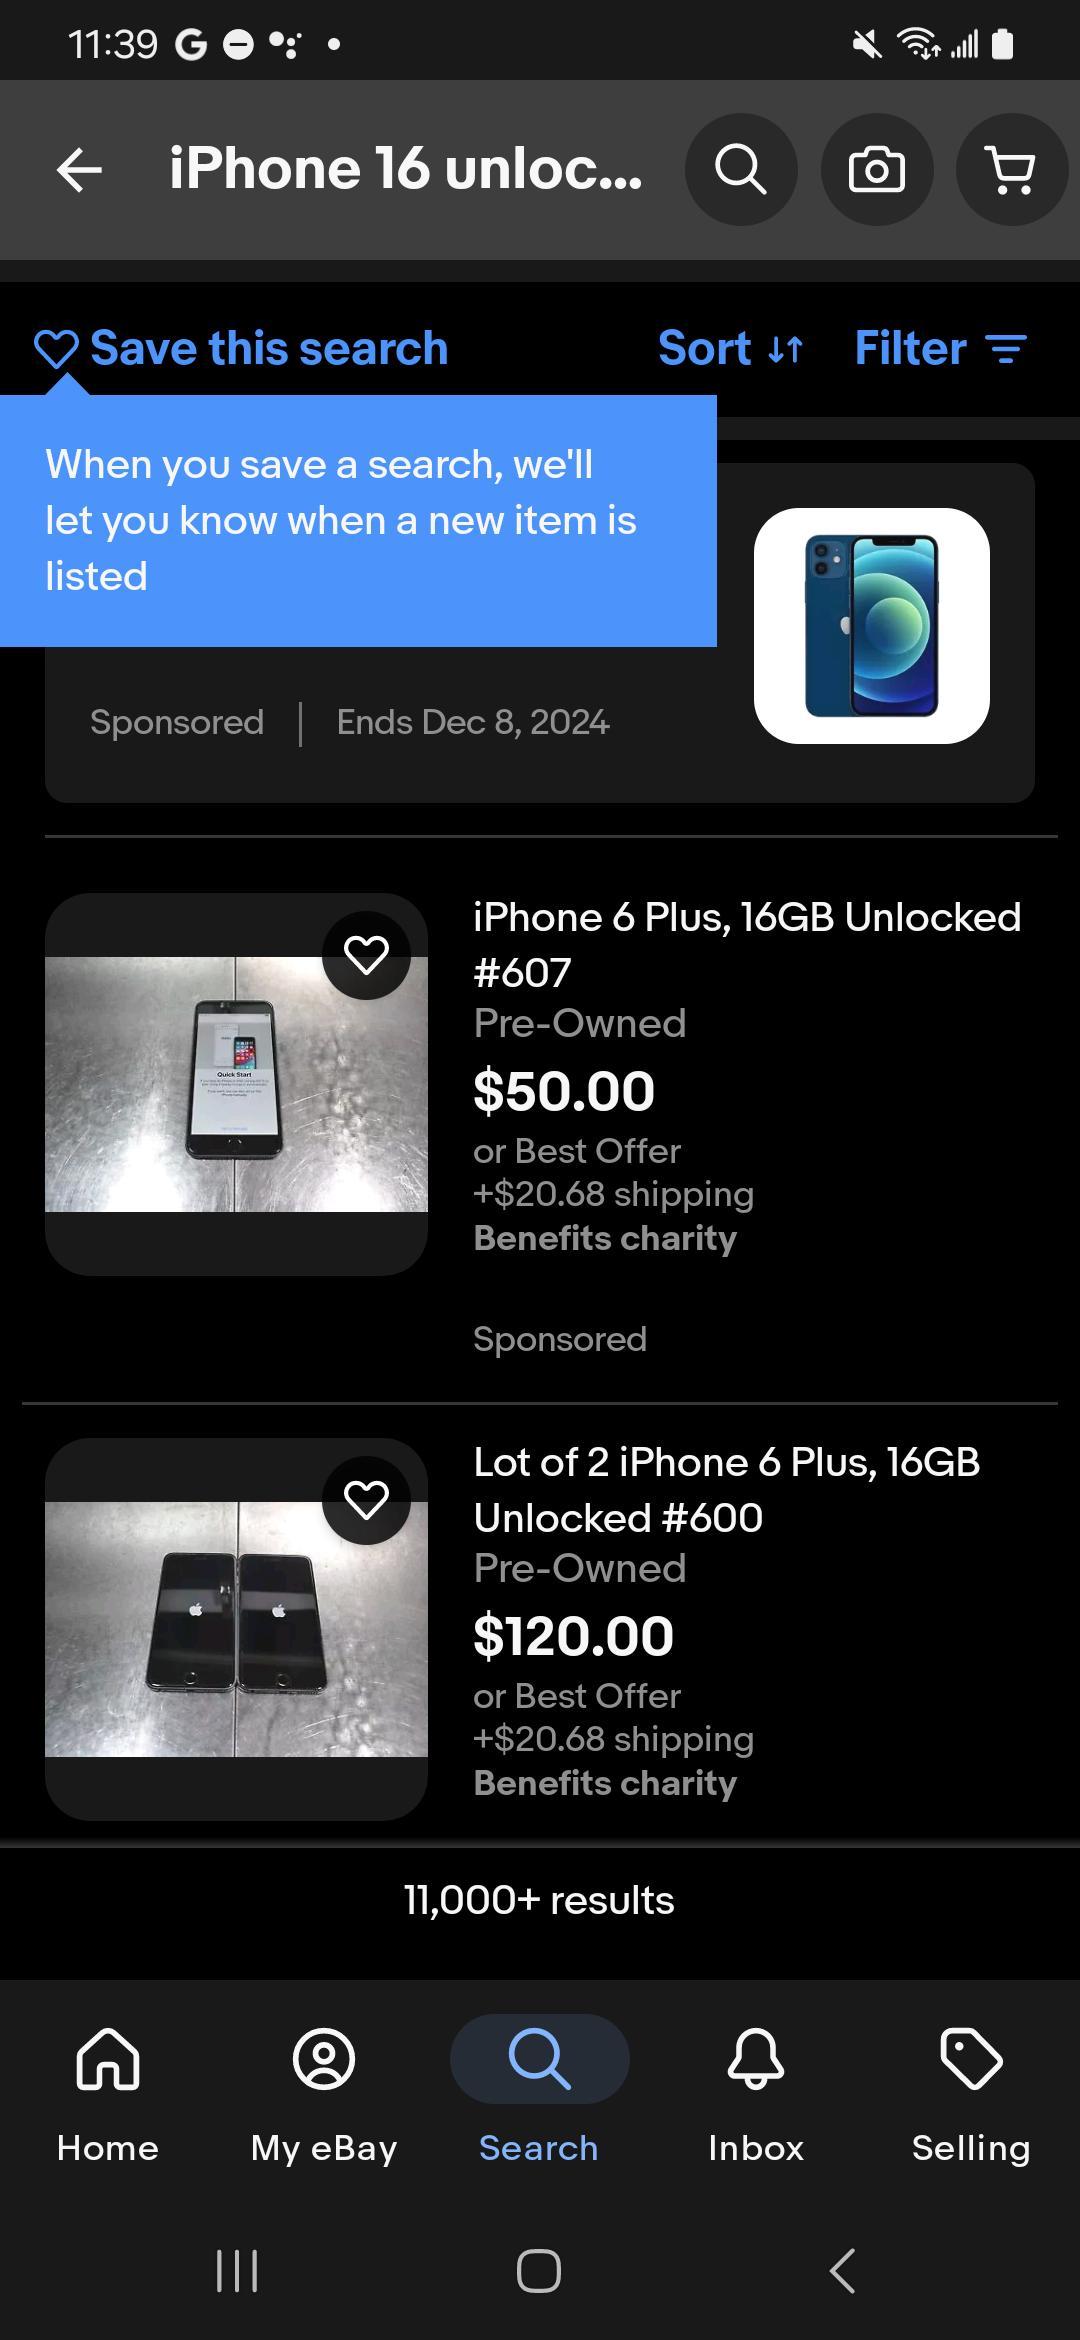 11:39
iPhone 16 unloc...
Save this search
Sort
Filter
When you save a search, we'll
let you know when a new item is
listed
Sponsored | Ends Dec 8, 2024
iPhone 6 Plus, 16GB Unlocked
#607
Pre-Owned
$50.00
or Best Offer
+$20.68 shipping
Benefits charity
Sponsored
Quick Start
Lot of 2 iPhone 6 Plus, 16GB
Unlocked #600
Pre-Owned
$120.00
or Best Offer
+$20.68 shipping
Benefits charity
11,000+ results
Home
My eBay
Search
Inbox
Selling